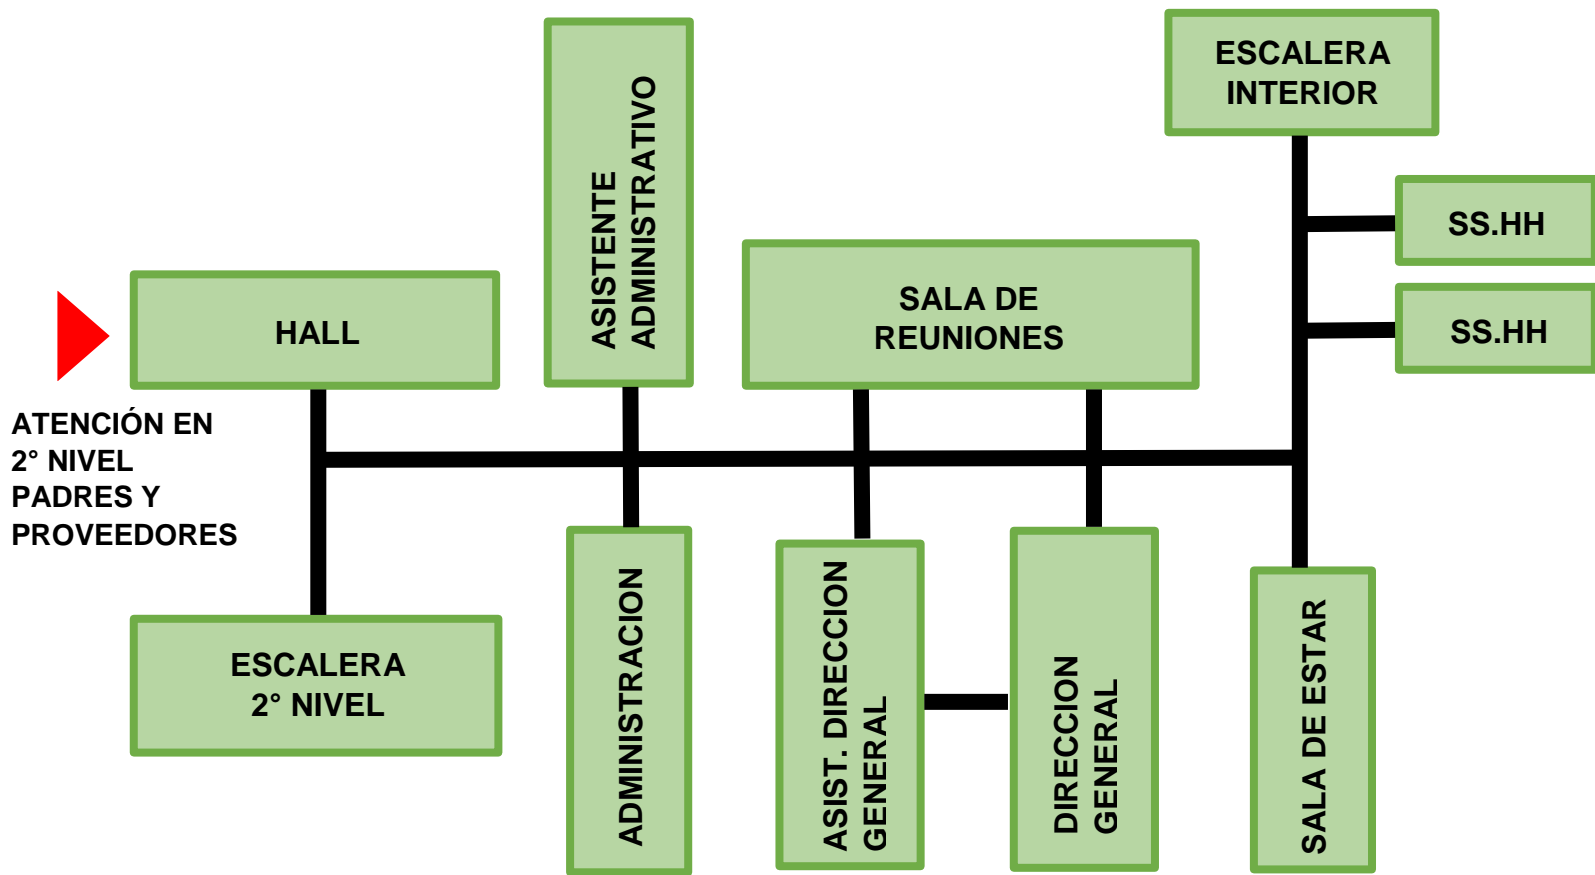 ESCALERA
INTERIOR
ASISTENTE
ADMINISTRATIVO
SS.HH
SALA DE
REUNIONES
HALL
SS.HH
ATENCIÓN EN
2° NIVEL
PADRES Y
PROVEEDORES
ESCALERA
2° NIVEL
ADMINISTRACION
ASIST. DIRECCION
GENERAL
DIRECCION
GENERAL
SALA DE ESTAR